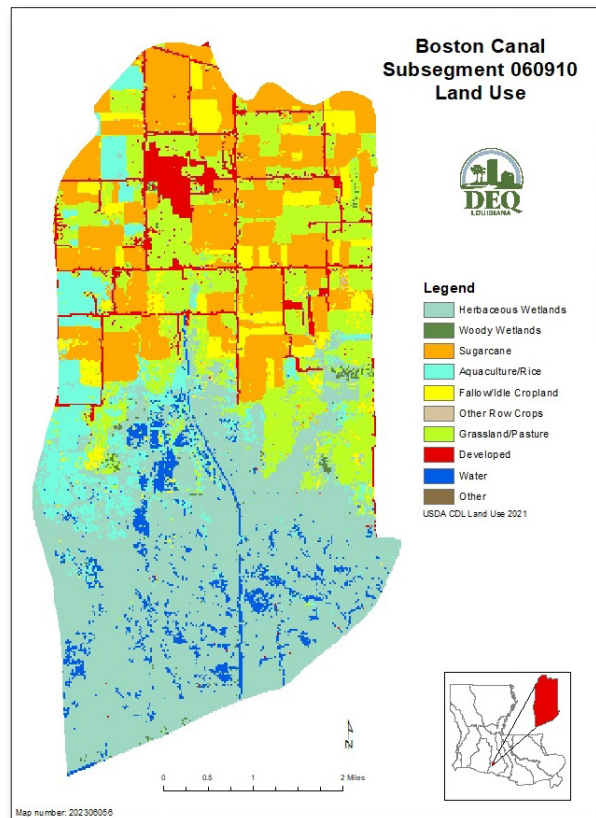 Boston Canal
Subsegment 060910
Land Use
DEQ
LOUISIANA
Legend
Herbaceous Wetlands
Woody Wetlands
Sugarcane
Aquaculture/Rice
Fallow/Idle Cropland
Other Row Crops
Grassland/Pasture
Developed
Water
Other
USDA CDL Land Use 2021
N
0 0.5 1 2 Miles
Map number: 202306056